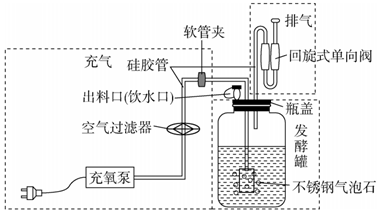 软管夹
排气
充气
硅胶管
回旋式单向阀
出料口(饮水口)
瓶盖
空气过滤器
发酵罐
充氧泵
不锈钢气泡石